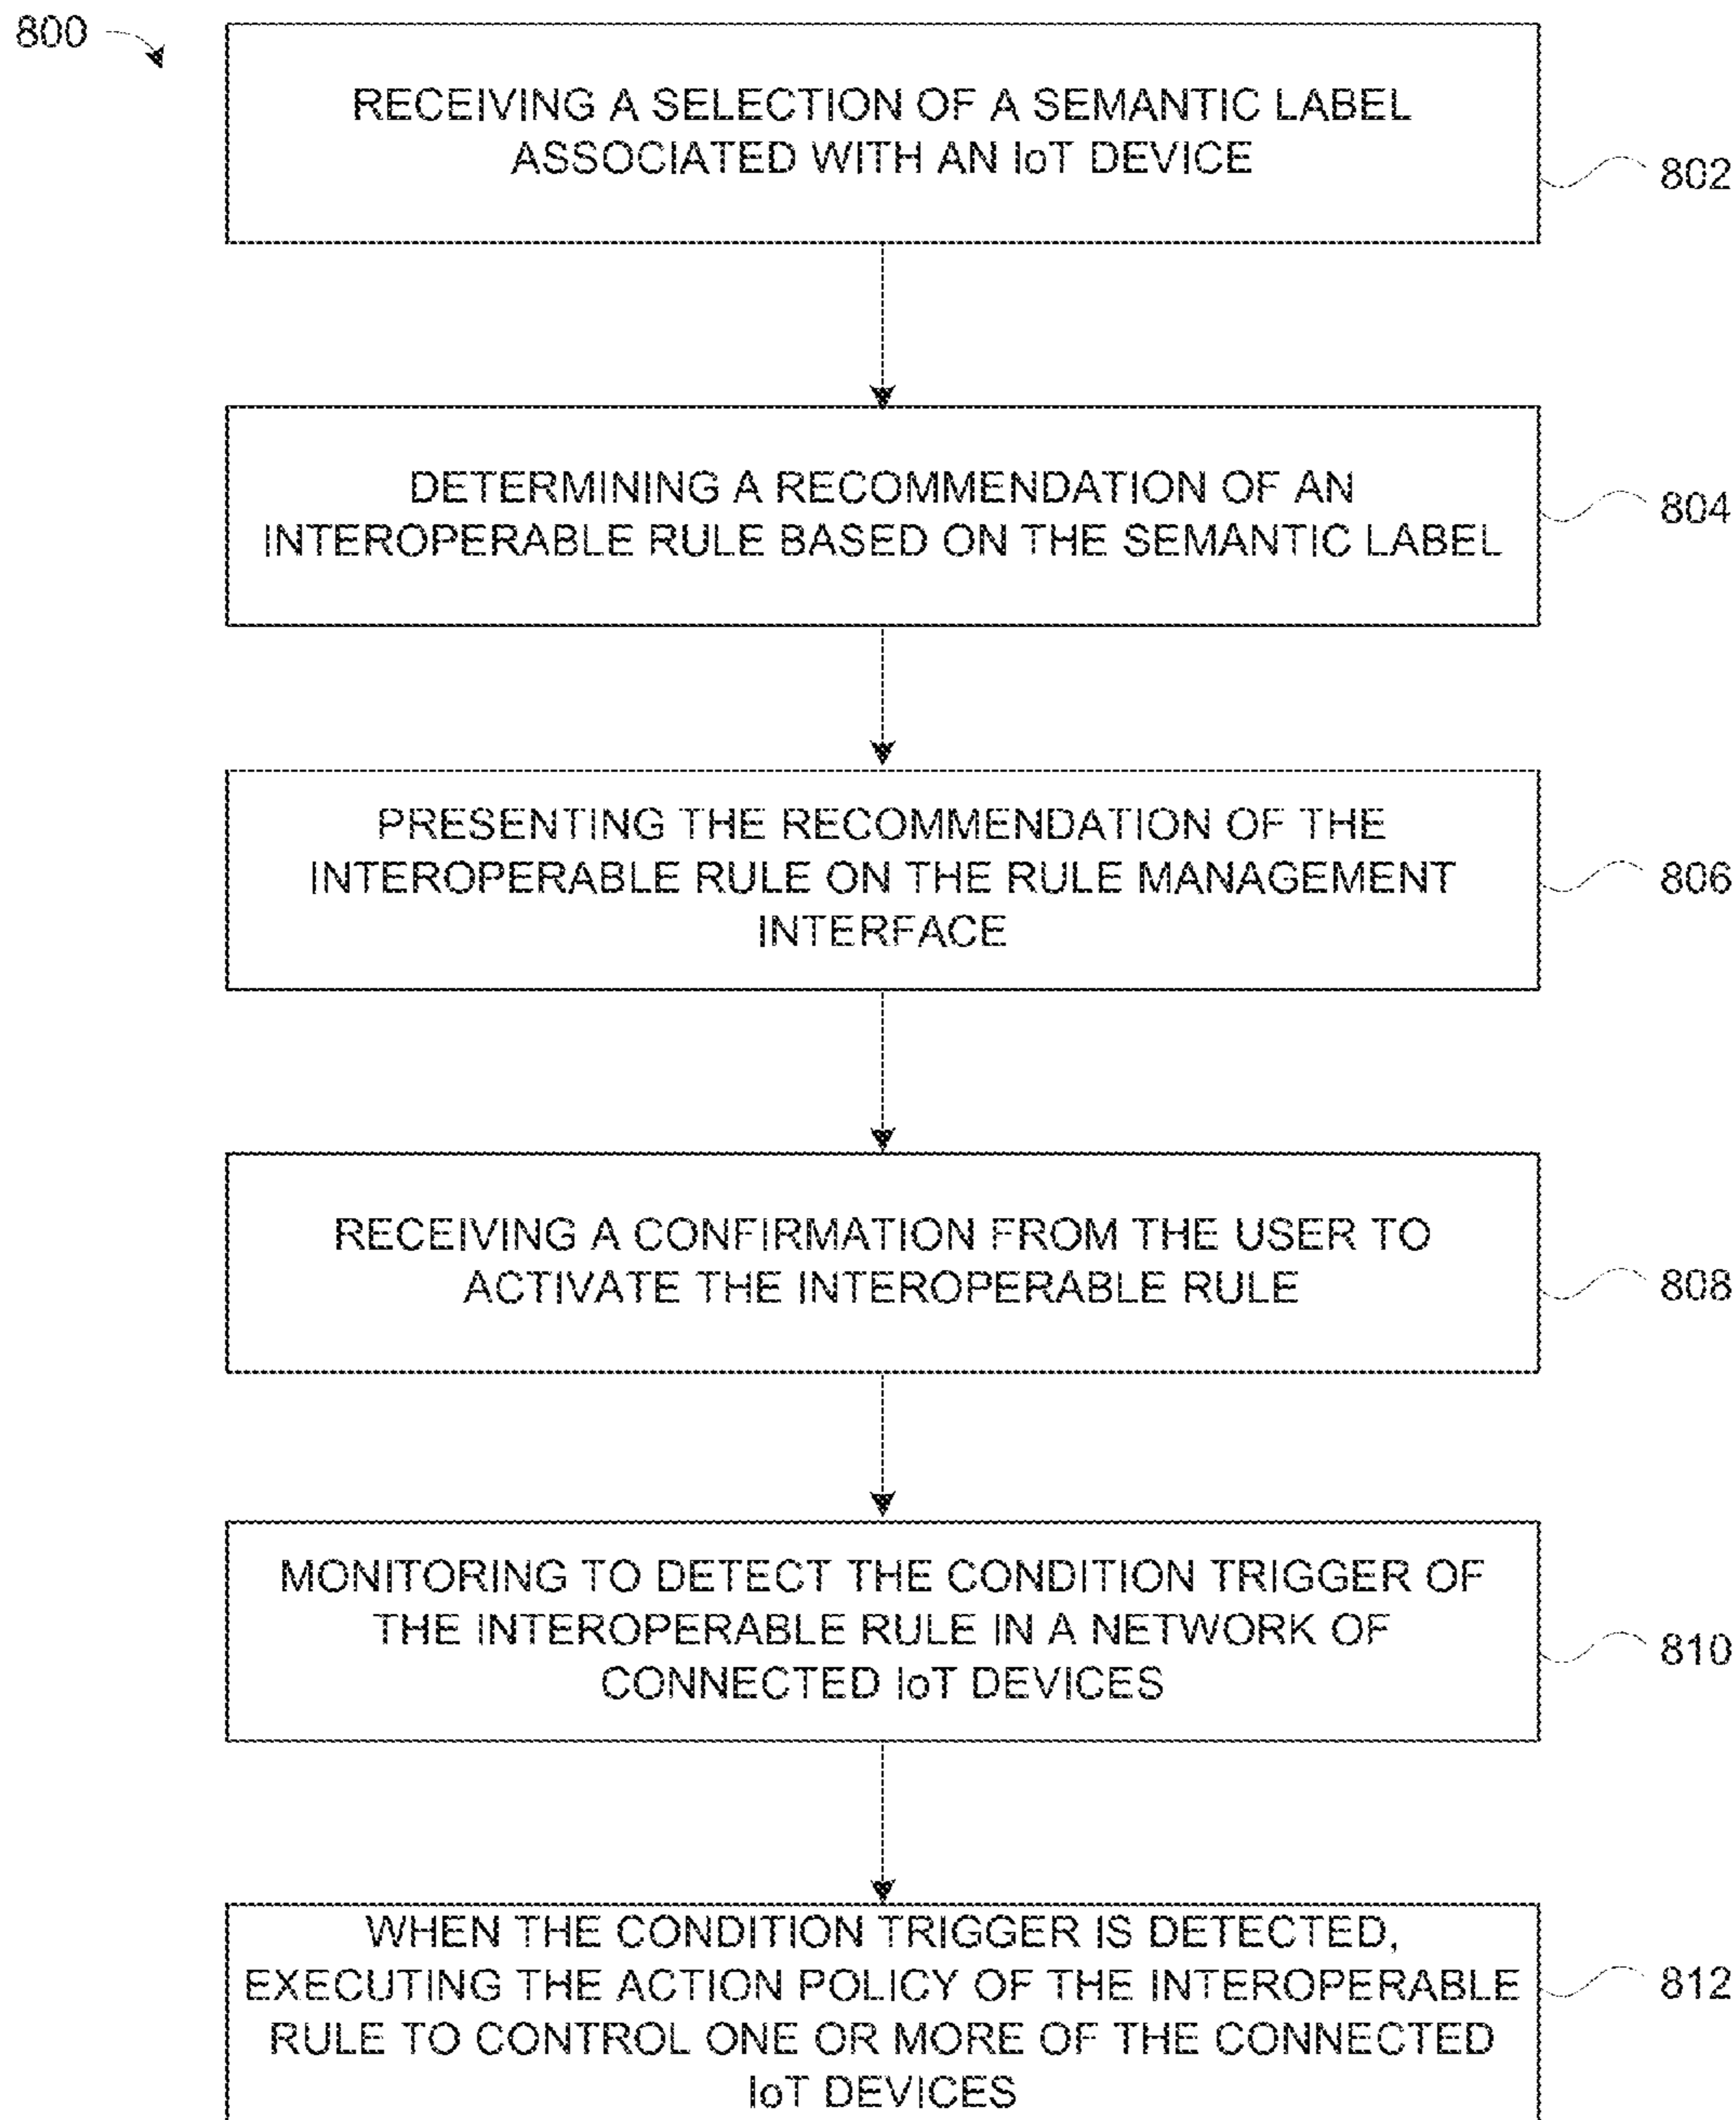 800
RECEIVING A SELECTION OF A SEMANTIC LABEL
ASSOCIATED WITH AN IoT DEVICE
802
DETERMINING A RECOMMENDATION OF AN
INTEROPERABLE RULE BASED ON THE SEMANTIC LABEL
804
PRESENTING THE RECOMMENDATION OF THE
INTEROPERABLE RULE ON THE RULE MANAGEMENT
INTERFACE
806
RECEIVING A CONFIRMATION FROM THE USER TO
ACTIVATE THE INTEROPERABLE RULE
808
MONITORING TO DETECT THE CONDITION TRIGGER OF
THE INTEROPERABLE RULE IN A NETWORK OF
CONNECTED IoT DEVICES
810
WHEN THE CONDITION TRIGGER IS DETECTED,
EXECUTING THE ACTION POLICY OF THE INTEROPERABLE
RULE TO CONTROL ONE OR MORE OF THE CONNECTED
IoT DEVICES
812